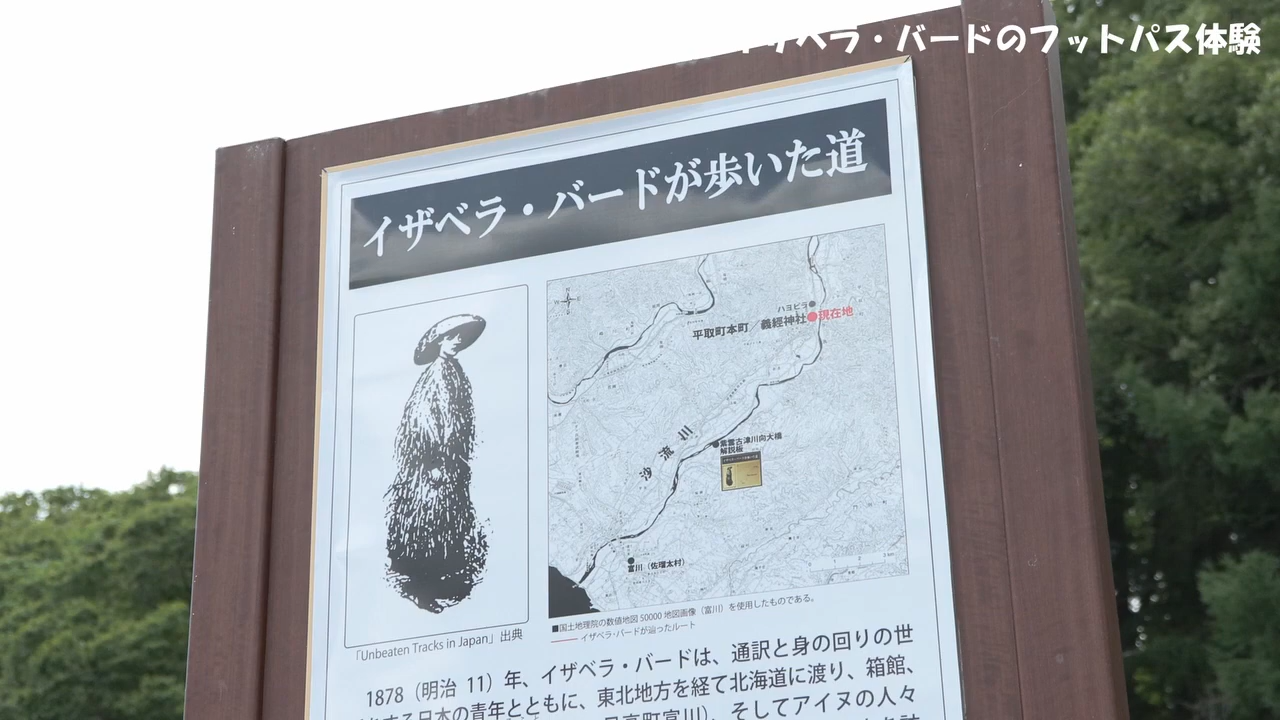 イザベラ・バードのフットパス体験
イザベラ・バードが歩いた道
N
W
E
S
ハヨピラ
平取町本町
義經神社
現在地
沙流川
紫雲古津川向大橋
解説板
富川（佐瑠太村）
2 km
■国土地理院の数値地図 50000 地図画像（富川）を使用したものである。
イザベラ・バードが辿ったルート
「Unbeaten Tracks in Japan」出典
1878（明治 11）年、イザベラ・バードは、通訳と身の回りの世
する日本の青年とともに、東北地方を経て北海道に渡り、箱館、
日高町富川）、そしてアイヌの人々